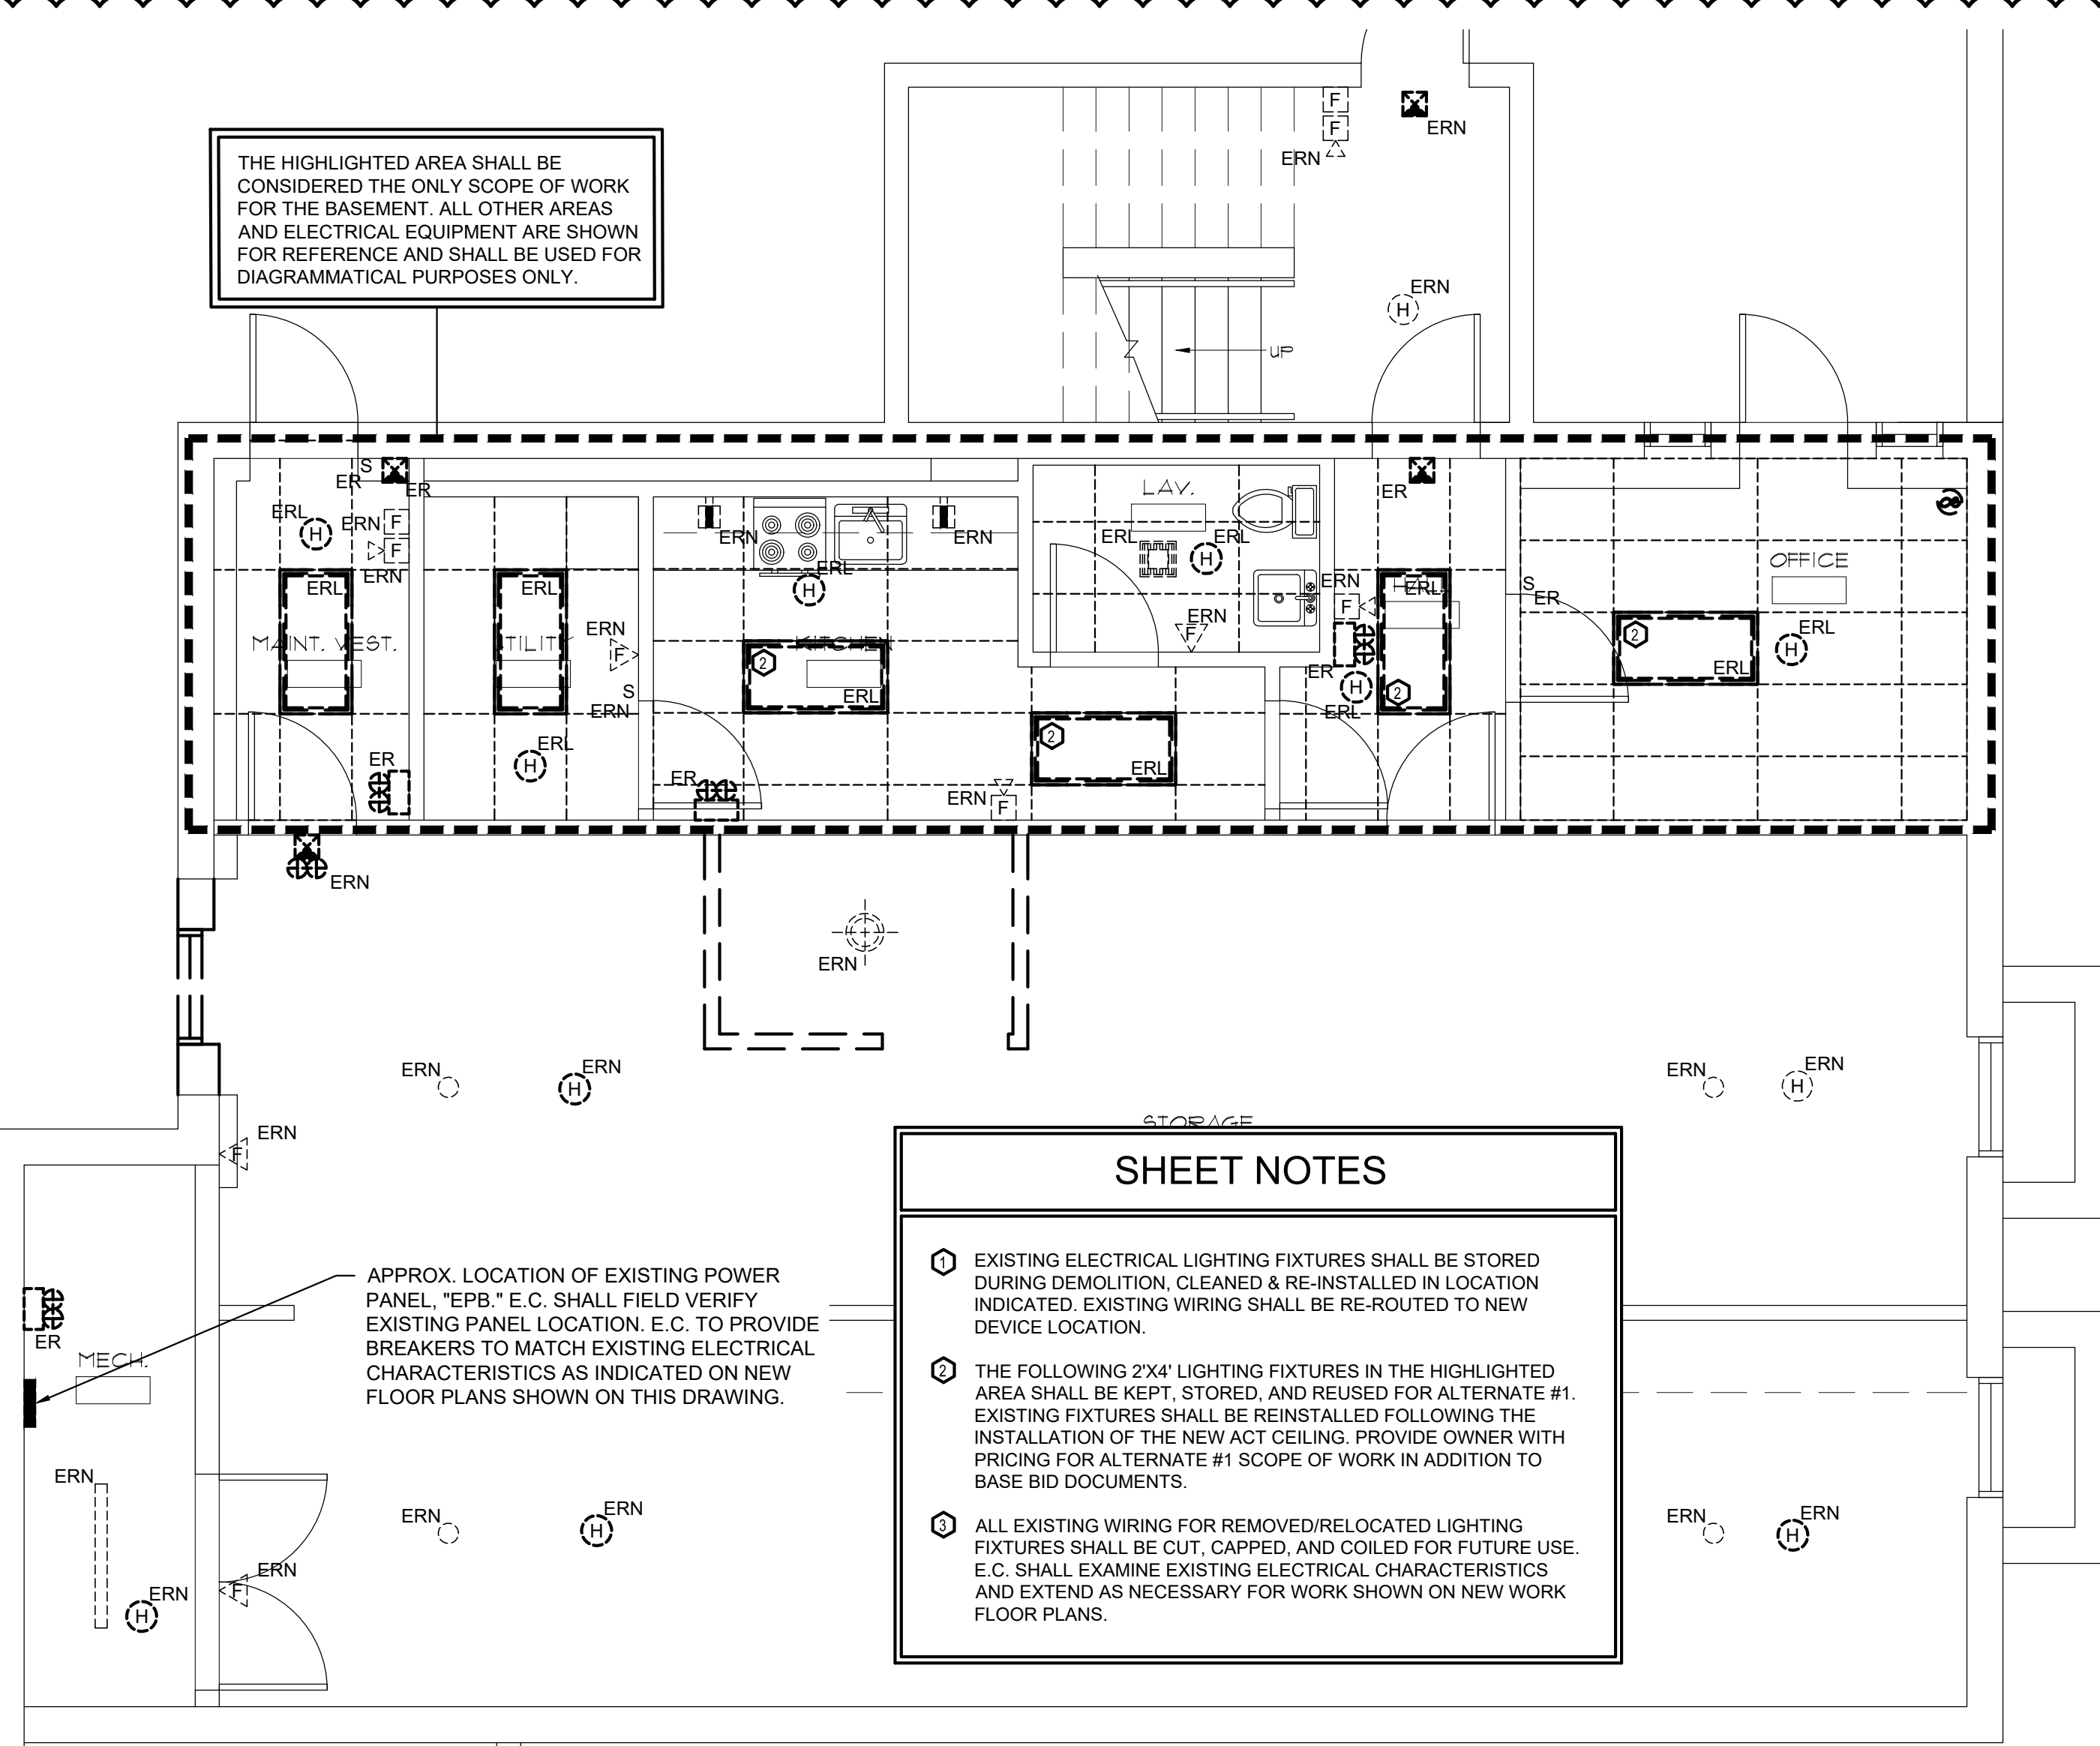 F
F
ERN
ERN
THE HIGHLIGHTED AREA SHALL BE
CONSIDERED THE ONLY SCOPE OF WORK
FOR THE BASEMENT. ALL OTHER AREAS
AND ELECTRICAL EQUIPMENT ARE SHOWN
FOR REFERENCE AND SHALL BE USED FOR
DIAGRAMMATICAL PURPOSES ONLY.
ERN
H
UP
S
ER
ER
ERL
H
ERN
F
F
ERN
ERN
ERN
ERL
H
LAV.
ERL
ERL
H
ER
ERN
F
ERN
F
ERL
OFFICE
S
ER
ERL
ERL
MAINT. VEST.
ERN
F
S
ERN
KITCHEN
2
ERL
ER
H
ERL
2
2
ERL
H
ERL
ERL
H
ER
ER
2
ERL
ERN
F
ERN
ERN
ERN
ERN
H
ERN
ERN
H
ERN
F
STORAGE
SHEET NOTES
1 EXISTING ELECTRICAL LIGHTING FIXTURES SHALL BE STORED
DURING DEMOLITION, CLEANED & RE-INSTALLED IN LOCATION
INDICATED. EXISTING WIRING SHALL BE RE-ROUTED TO NEW
DEVICE LOCATION.
2 THE FOLLOWING 2'X4' LIGHTING FIXTURES IN THE HIGHLIGHTED
AREA SHALL BE KEPT, STORED, AND REUSED FOR ALTERNATE #1.
EXISTING FIXTURES SHALL BE REINSTALLED FOLLOWING THE
INSTALLATION OF THE NEW ACT CEILING. PROVIDE OWNER WITH
PRICING FOR ALTERNATE #1 SCOPE OF WORK IN ADDITION TO
BASE BID DOCUMENTS.
3 ALL EXISTING WIRING FOR REMOVED/RELOCATED LIGHTING
FIXTURES SHALL BE CUT, CAPPED, AND COILED FOR FUTURE USE.
E.C. SHALL EXAMINE EXISTING ELECTRICAL CHARACTERISTICS
AND EXTEND AS NECESSARY FOR WORK SHOWN ON NEW WORK
FLOOR PLANS.
APPROX. LOCATION OF EXISTING POWER
PANEL, "EPB." E.C. SHALL FIELD VERIFY
EXISTING PANEL LOCATION. E.C. TO PROVIDE
BREAKERS TO MATCH EXISTING ELECTRICAL
CHARACTERISTICS AS INDICATED ON NEW
FLOOR PLANS SHOWN ON THIS DRAWING.
ER
MECH.
ERN
ERN
ERN
H
ERN
F
ERN
H
ERN
ERN
H